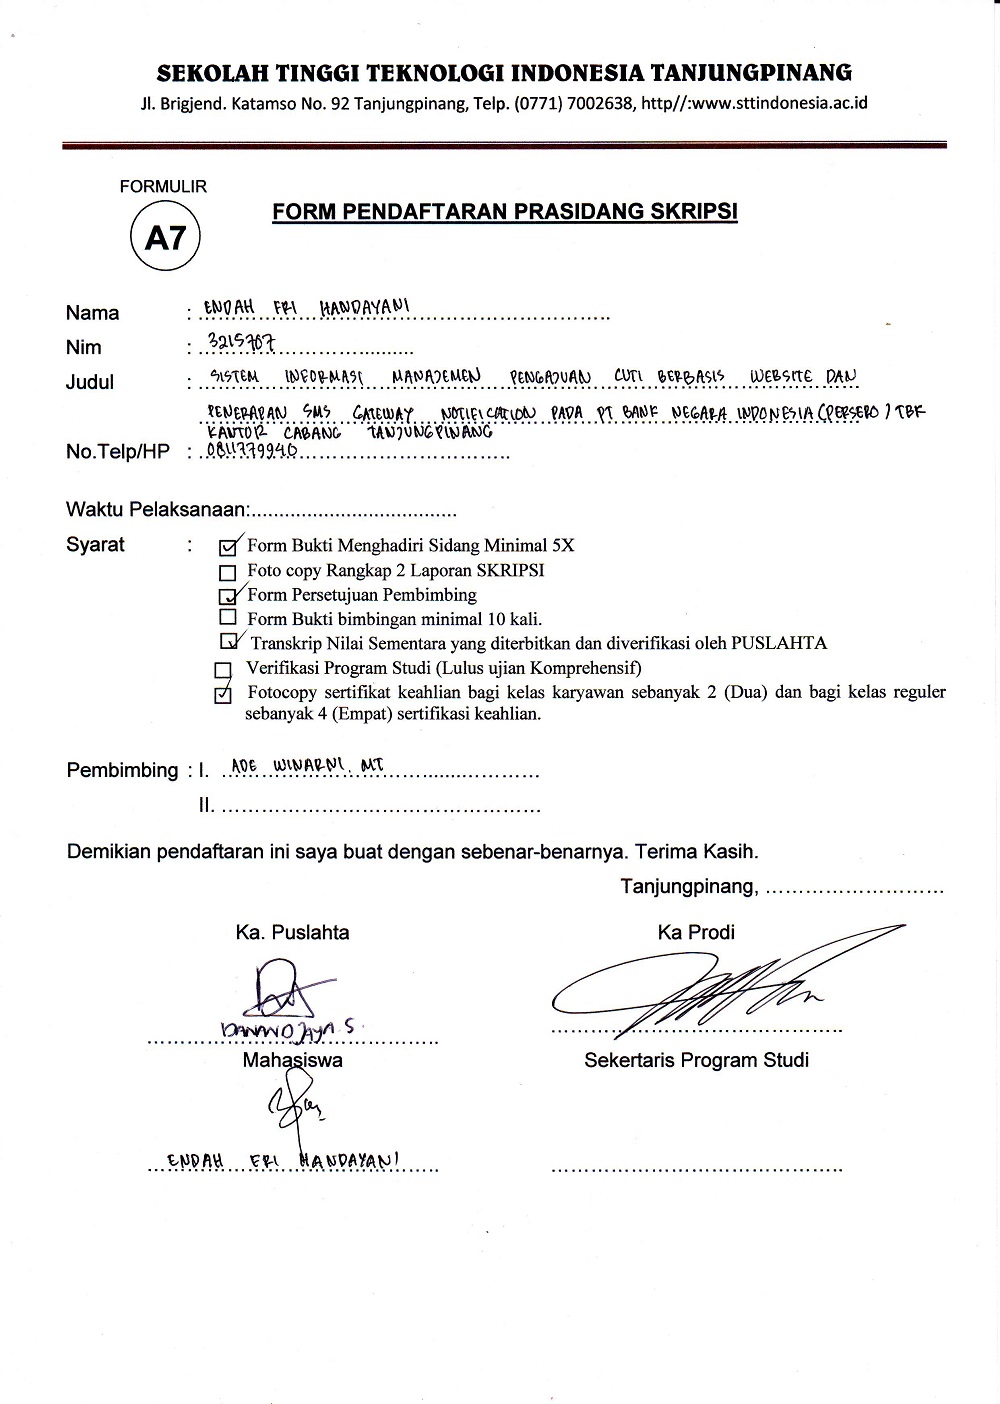 SEKOLAH TINGGI TEKNOLOGI INDONESIA TANJUNGPINANG
Jl. Brigjend. Katamso No. 92 Tanjungpinang, Telp. (0771) 7002638, http//:www.sttindonesia.ac.id
FORMULIR
A7
FORM PENDAFTARAN PRASIDANG SKRIPSI
Nama : ENDAH FRI HANDAYANI
Nim : 3215707
Judul : SISTEM INFORMASI MANAJEMEN PENGAJUAN CUTI BERBASIS WEBSITE DAN
PENERAPAN SMS GATEWAY NOTIFICATION PADA PT BANK NEGARA INDONESIA (PERSERO) TBK
KANTOR CABANG TANJUNGPINANG
No.Telp/HP : 0811779940
Waktu Pelaksanaan:
Syarat :
Form Bukti Menghadiri Sidang Minimal 5X
Foto copy Rangkap 2 Laporan SKRIPSI
Form Persetujuan Pembimbing
Form Bukti bimbingan minimal 10 kali.
Transkrip Nilai Sementara yang diterbitkan dan diverifikasi oleh PUSLAHTA
Verifikasi Program Studi (Lulus ujian Komprehensif)
Fotocopy sertifikat keahlian bagi kelas karyawan sebanyak 2 (Dua) dan bagi kelas reguler
sebanyak 4 (Empat) sertifikasi keahlian.
Pembimbing : I. ADE WINARNI. MT
II.
Demikian pendaftaran ini saya buat dengan sebenar-benarnya. Terima Kasih.
Tanjungpinang,
Ka. Puslahta
Ka Prodi
JAYA S.
Mahasiswa
Sekertaris Program Studi
ENDAH FRI HANDAYANI